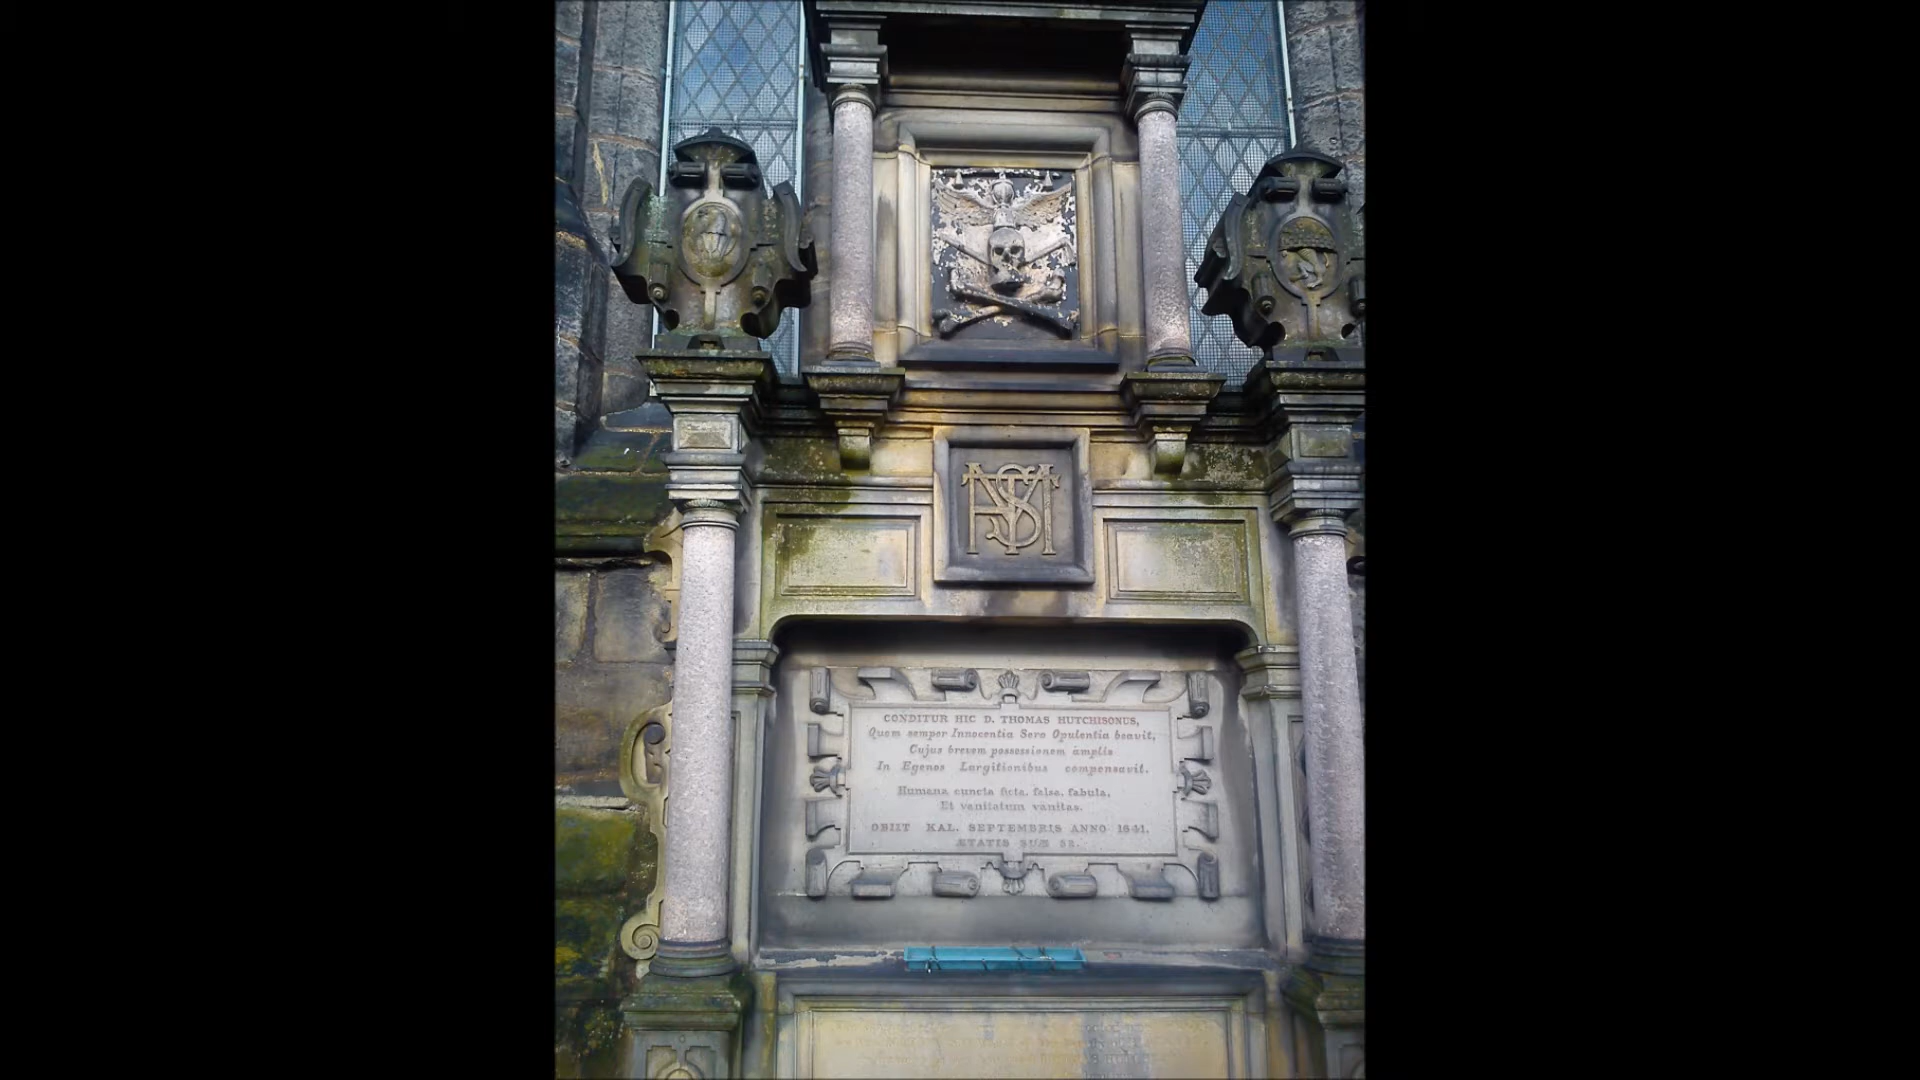 CONDITUR HIC D. THOMAS HUTCHISONUS,
Quem semper Innocentia Sero Opulentia beavit,
Cujus brevem possessionem amplis
In Egenos Largitionibus compensavit.
Humana cuncta ficta, falsa, fabula,
Et vanitatum vanitas.
OBIIT KAL. SEPTEMBRIS ANNO 1641.
ÆTATIS SUÆ 52.